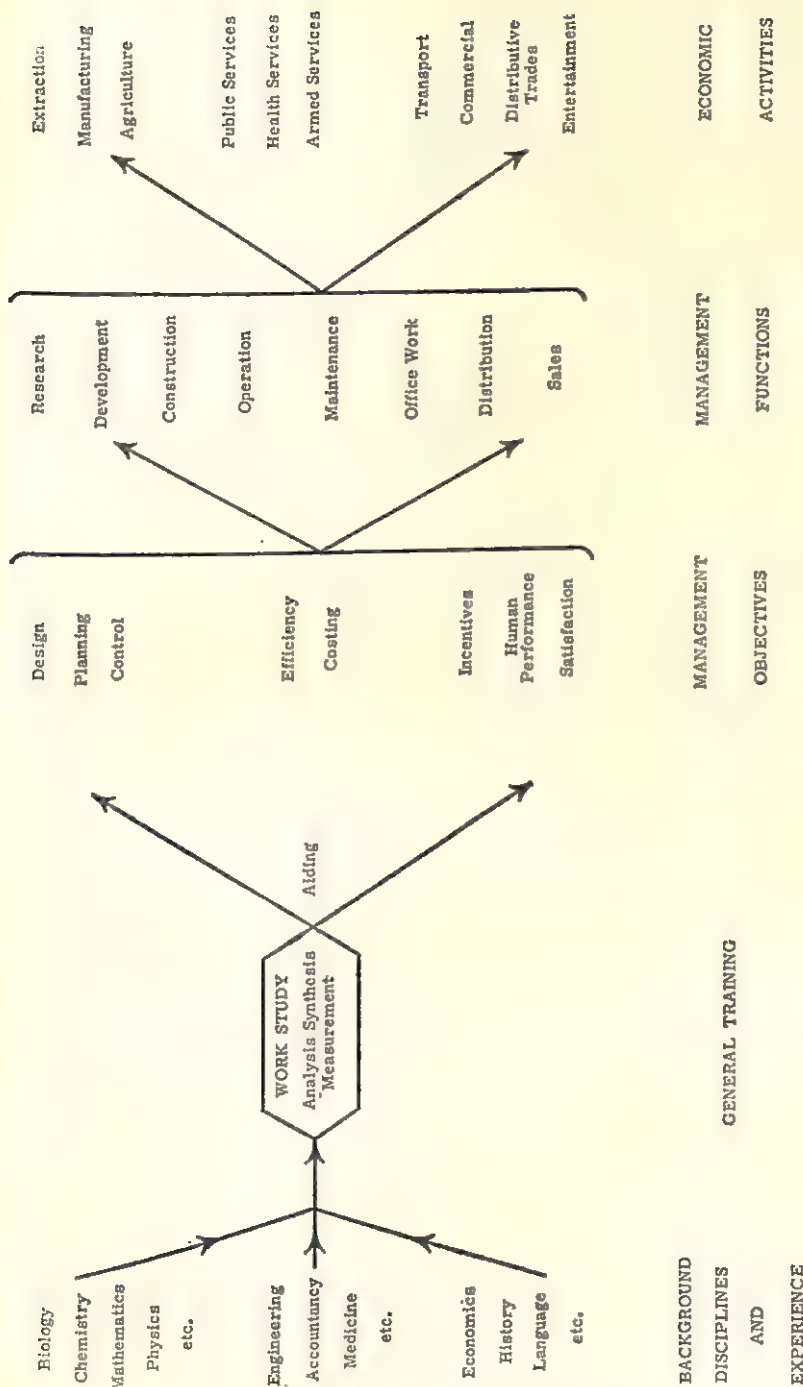 Biology
Chemistry
Mathematics
Physics
etc.
Engineering
Accountancy
Medicine
etc.
Economics
History
Language
etc.
BACKGROUND
DISCIPLINES
AND
EXPERIENCE
WORK STUDY
Analysis Synthesis
Measurement
Aiding
GENERAL TRAINING
Design
Planning
Control
Efficiency
Costing
Incentives
Human
Performance
Satisfaction
MANAGEMENT
OBJECTIVES
Research
Development
Construction
Operation
Maintenance
Office Work
Distribution
Sales
MANAGEMENT
FUNCTIONS
Extraction
Manufacturing
Agriculture
Public Services
Health Services
Armed Services
Transport
Commercial
Distributive
Trades
Entertainment
ECONOMIC
ACTIVITIES